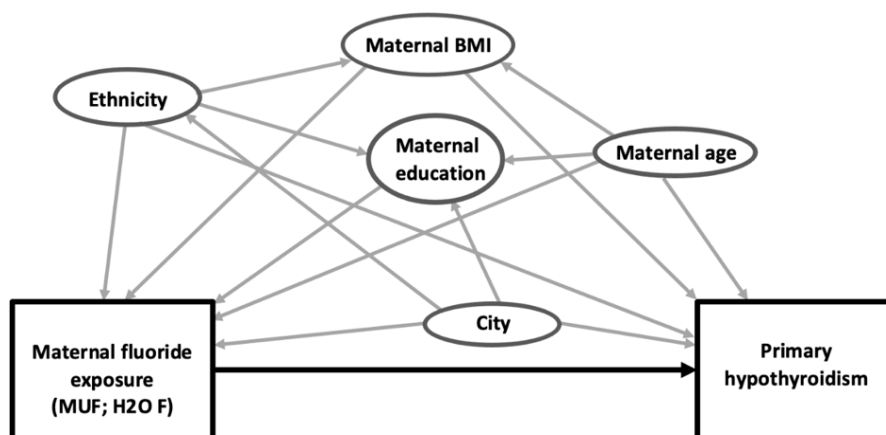 Maternal BMI
Ethnicity
Maternal
education
Maternal age
City
Maternal fluoride
exposure
(MUF; H2O F)
Primary
hypothyroidism